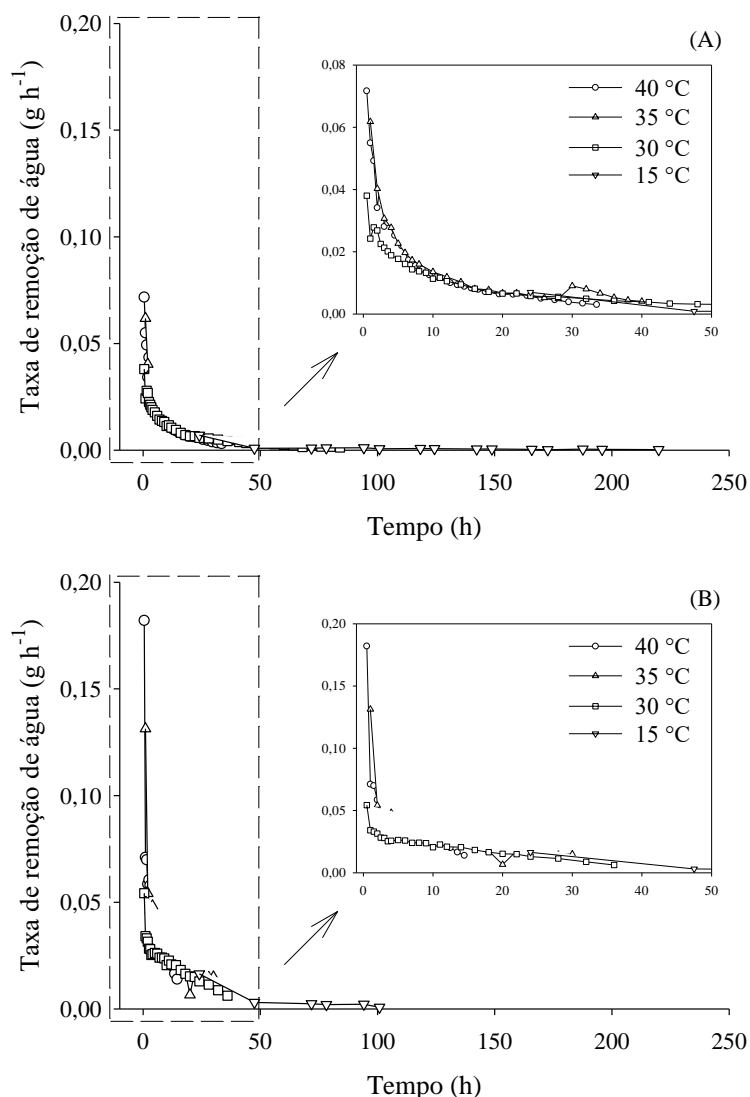 (A)
0,20
0,15
0,10
0,05
0,00
Taxa de remoção de água (g h⁻¹)
0,08
0,06
0,04
0,02
0,00
40 °C
35 °C
30 °C
15 °C
0 10 20 30 40 50
0 50 100 150 200 250
Tempo (h)
(B)
0,20
0,15
0,10
0,05
0,00
Taxa de remoção de água (g h⁻¹)
0,20
0,15
0,10
0,05
0,00
40 °C
35 °C
30 °C
15 °C
0 10 20 30 40 50
0 50 100 150 200 250
Tempo (h)